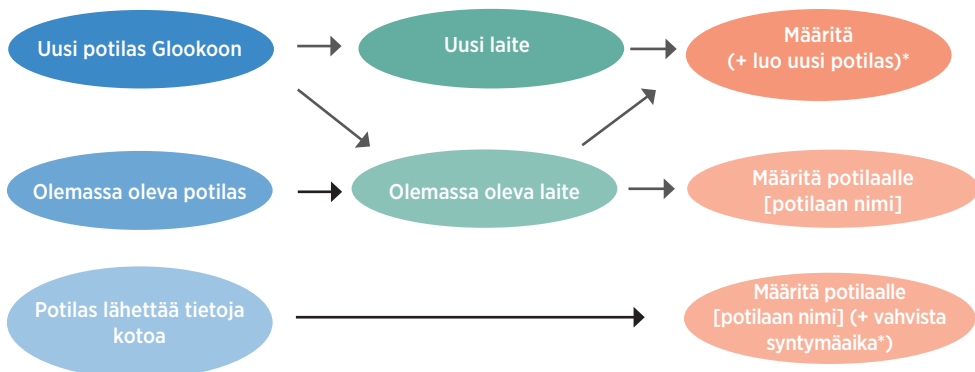 Uusi potilas Glookoon
Uusi laite
Määritä
(+ luo uusi potilas)*
Olemassa oleva potilas
Olemassa oleva laite
Määritä potilaalle
[potilaan nimi]
Potilas lähettää tietoja
kotoa
Määritä potilaalle
[potilaan nimi] (+ vahvista
syntymäaika*)